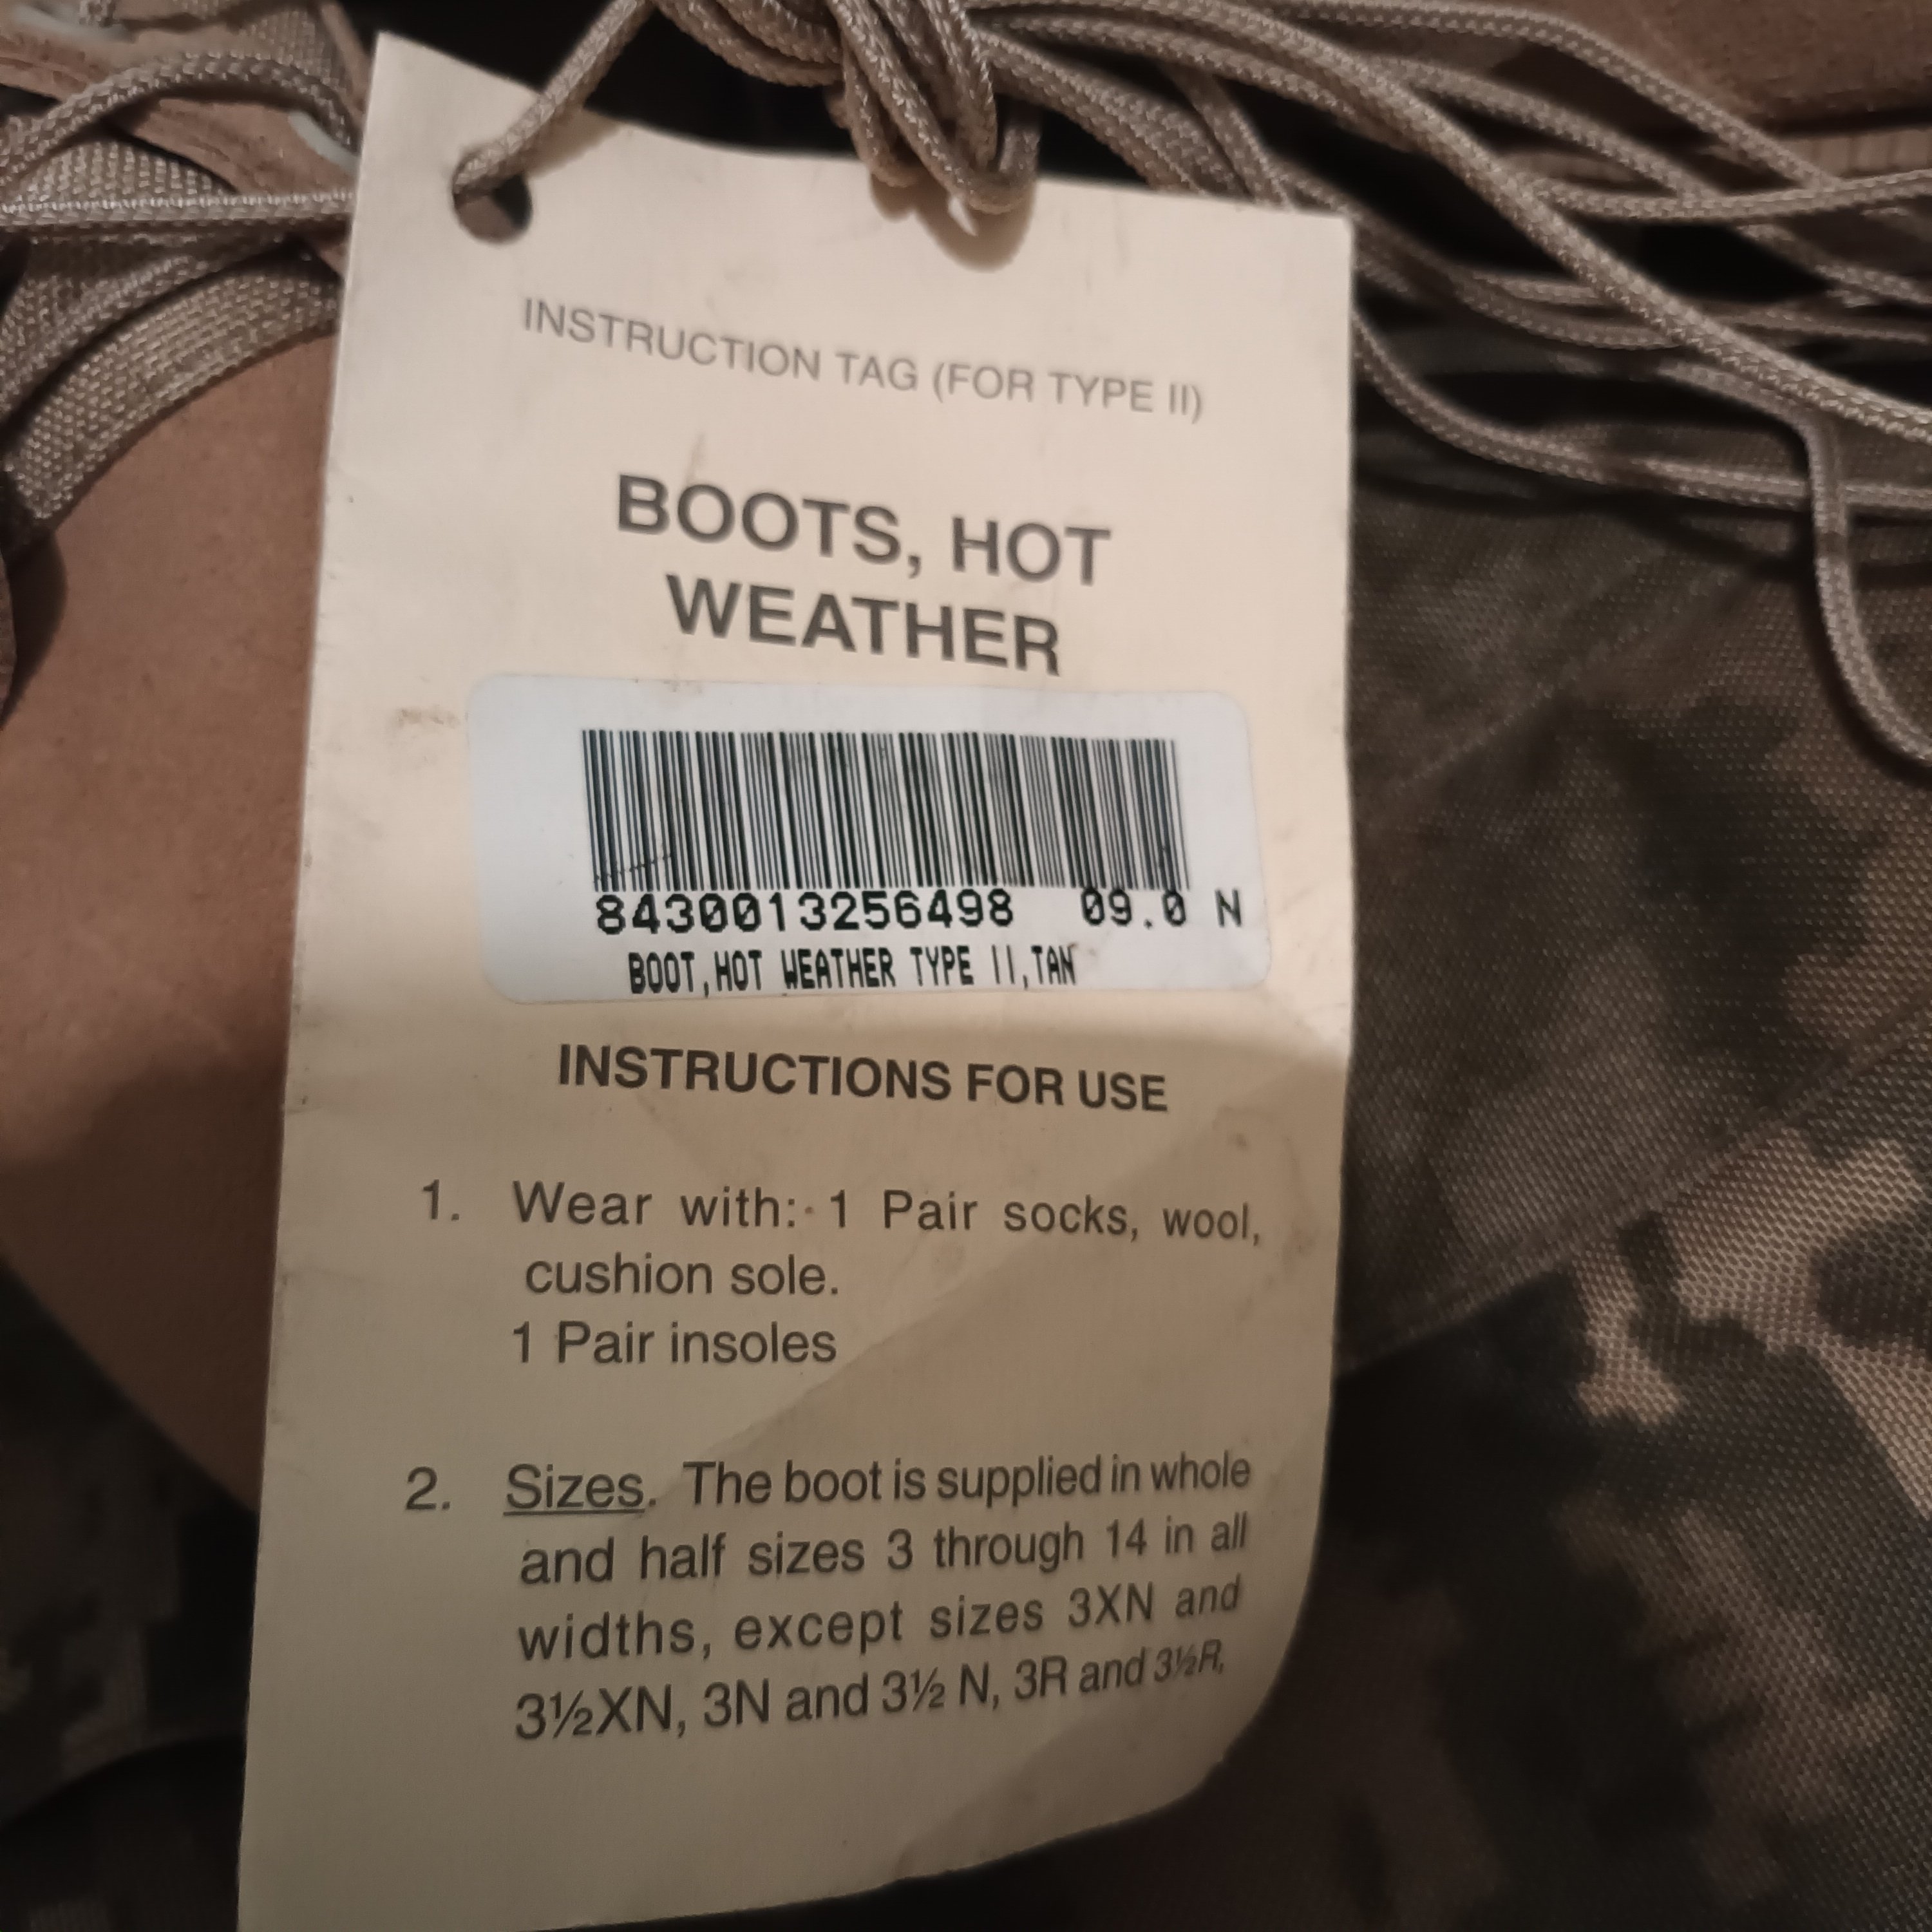 INSTRUCTION TAG (FOR TYPE II)
BOOTS, HOT
WEATHER
8430013256498 09.0 N
BOOT,HOT WEATHER TYPE II,TAN
INSTRUCTIONS FOR USE
1. Wear with: 1 Pair socks, wool,
cushion sole.
1 Pair insoles
2. Sizes. The boot is supplied in whole
and half sizes 3 through 14 in all
widths, except sizes 3XN and
3½XN, 3N and 3½ N, 3R and 3½R,